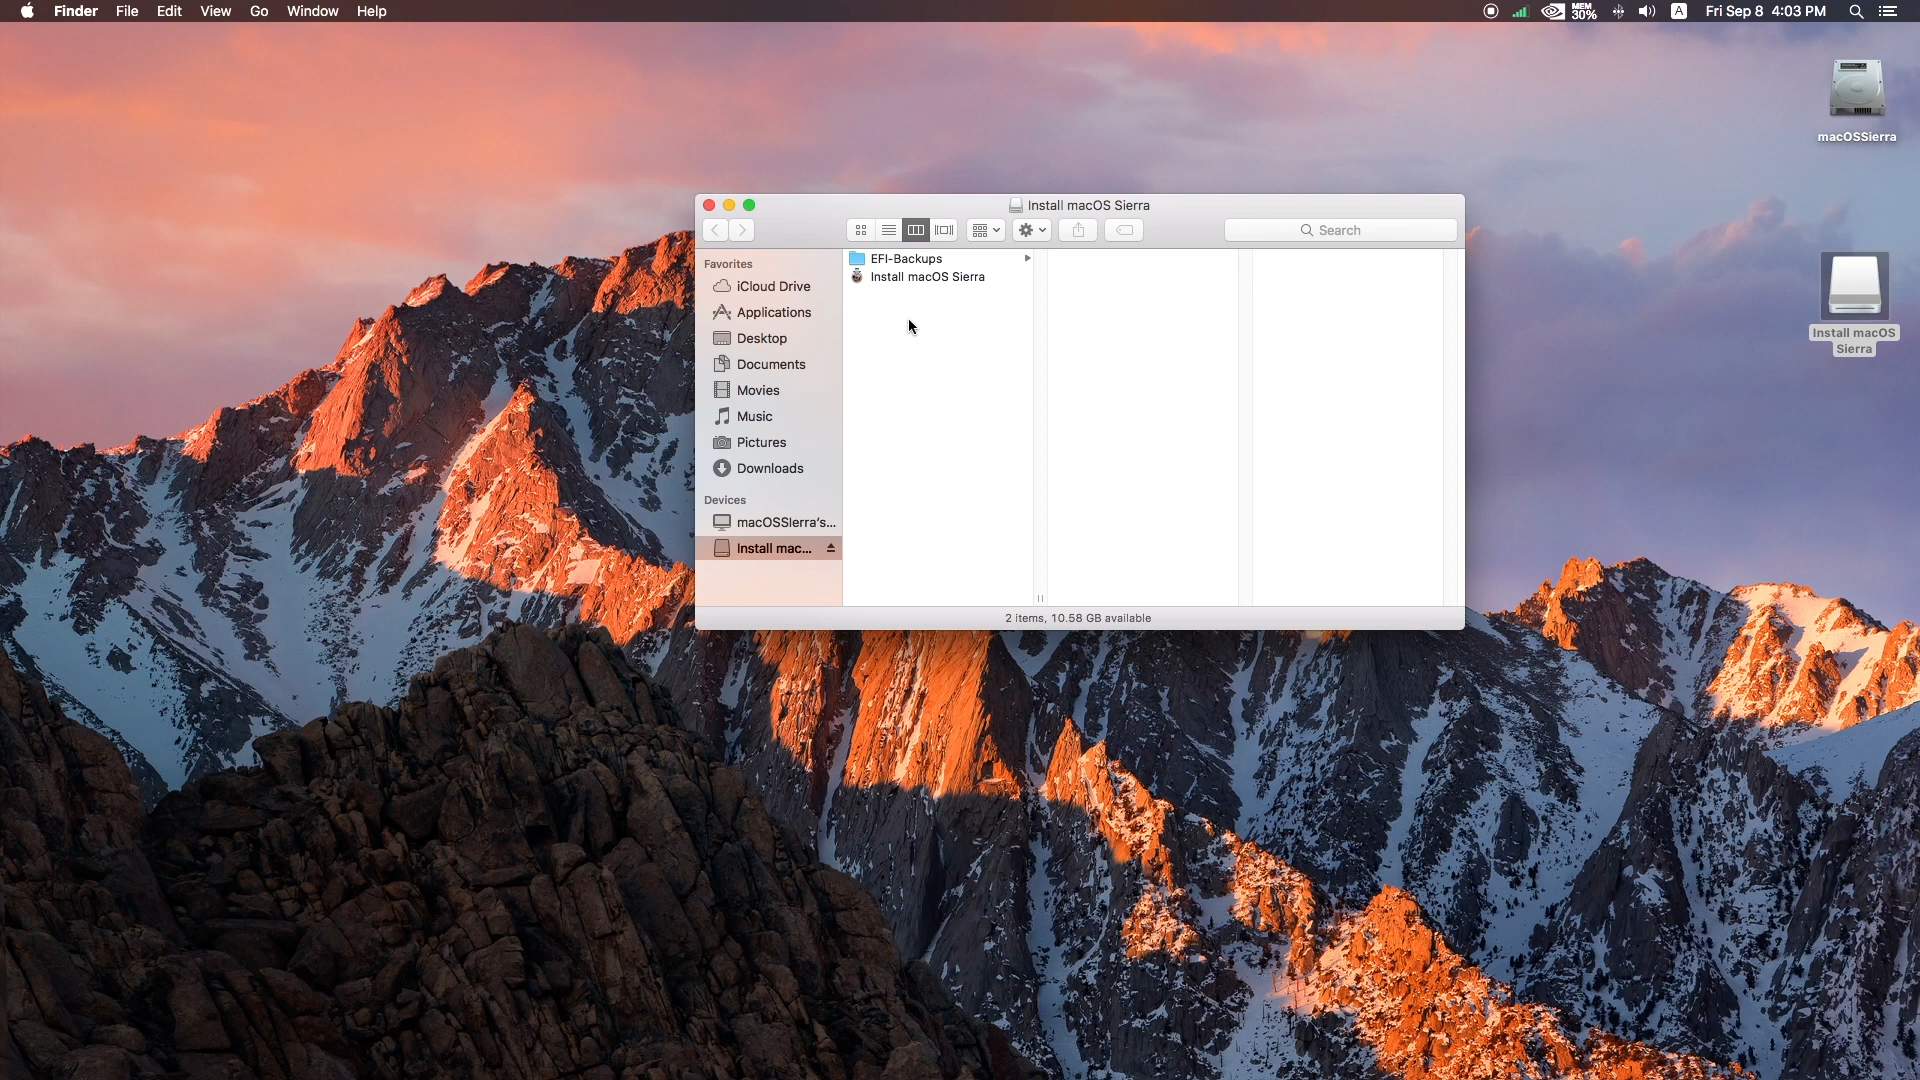 Finder File Edit View Go Window Help
MEM 30% A Fri Sep 8 4:03 PM
macOSSierra
Install macOS Sierra
Search
Favorites
iCloud Drive
Applications
Desktop
Documents
Movies
Music
Pictures
Downloads
Devices
macOSSIerra's...
Install mac...
EFI-Backups
Install macOS Sierra
2 items, 10.58 GB available
Install macOS
Sierra